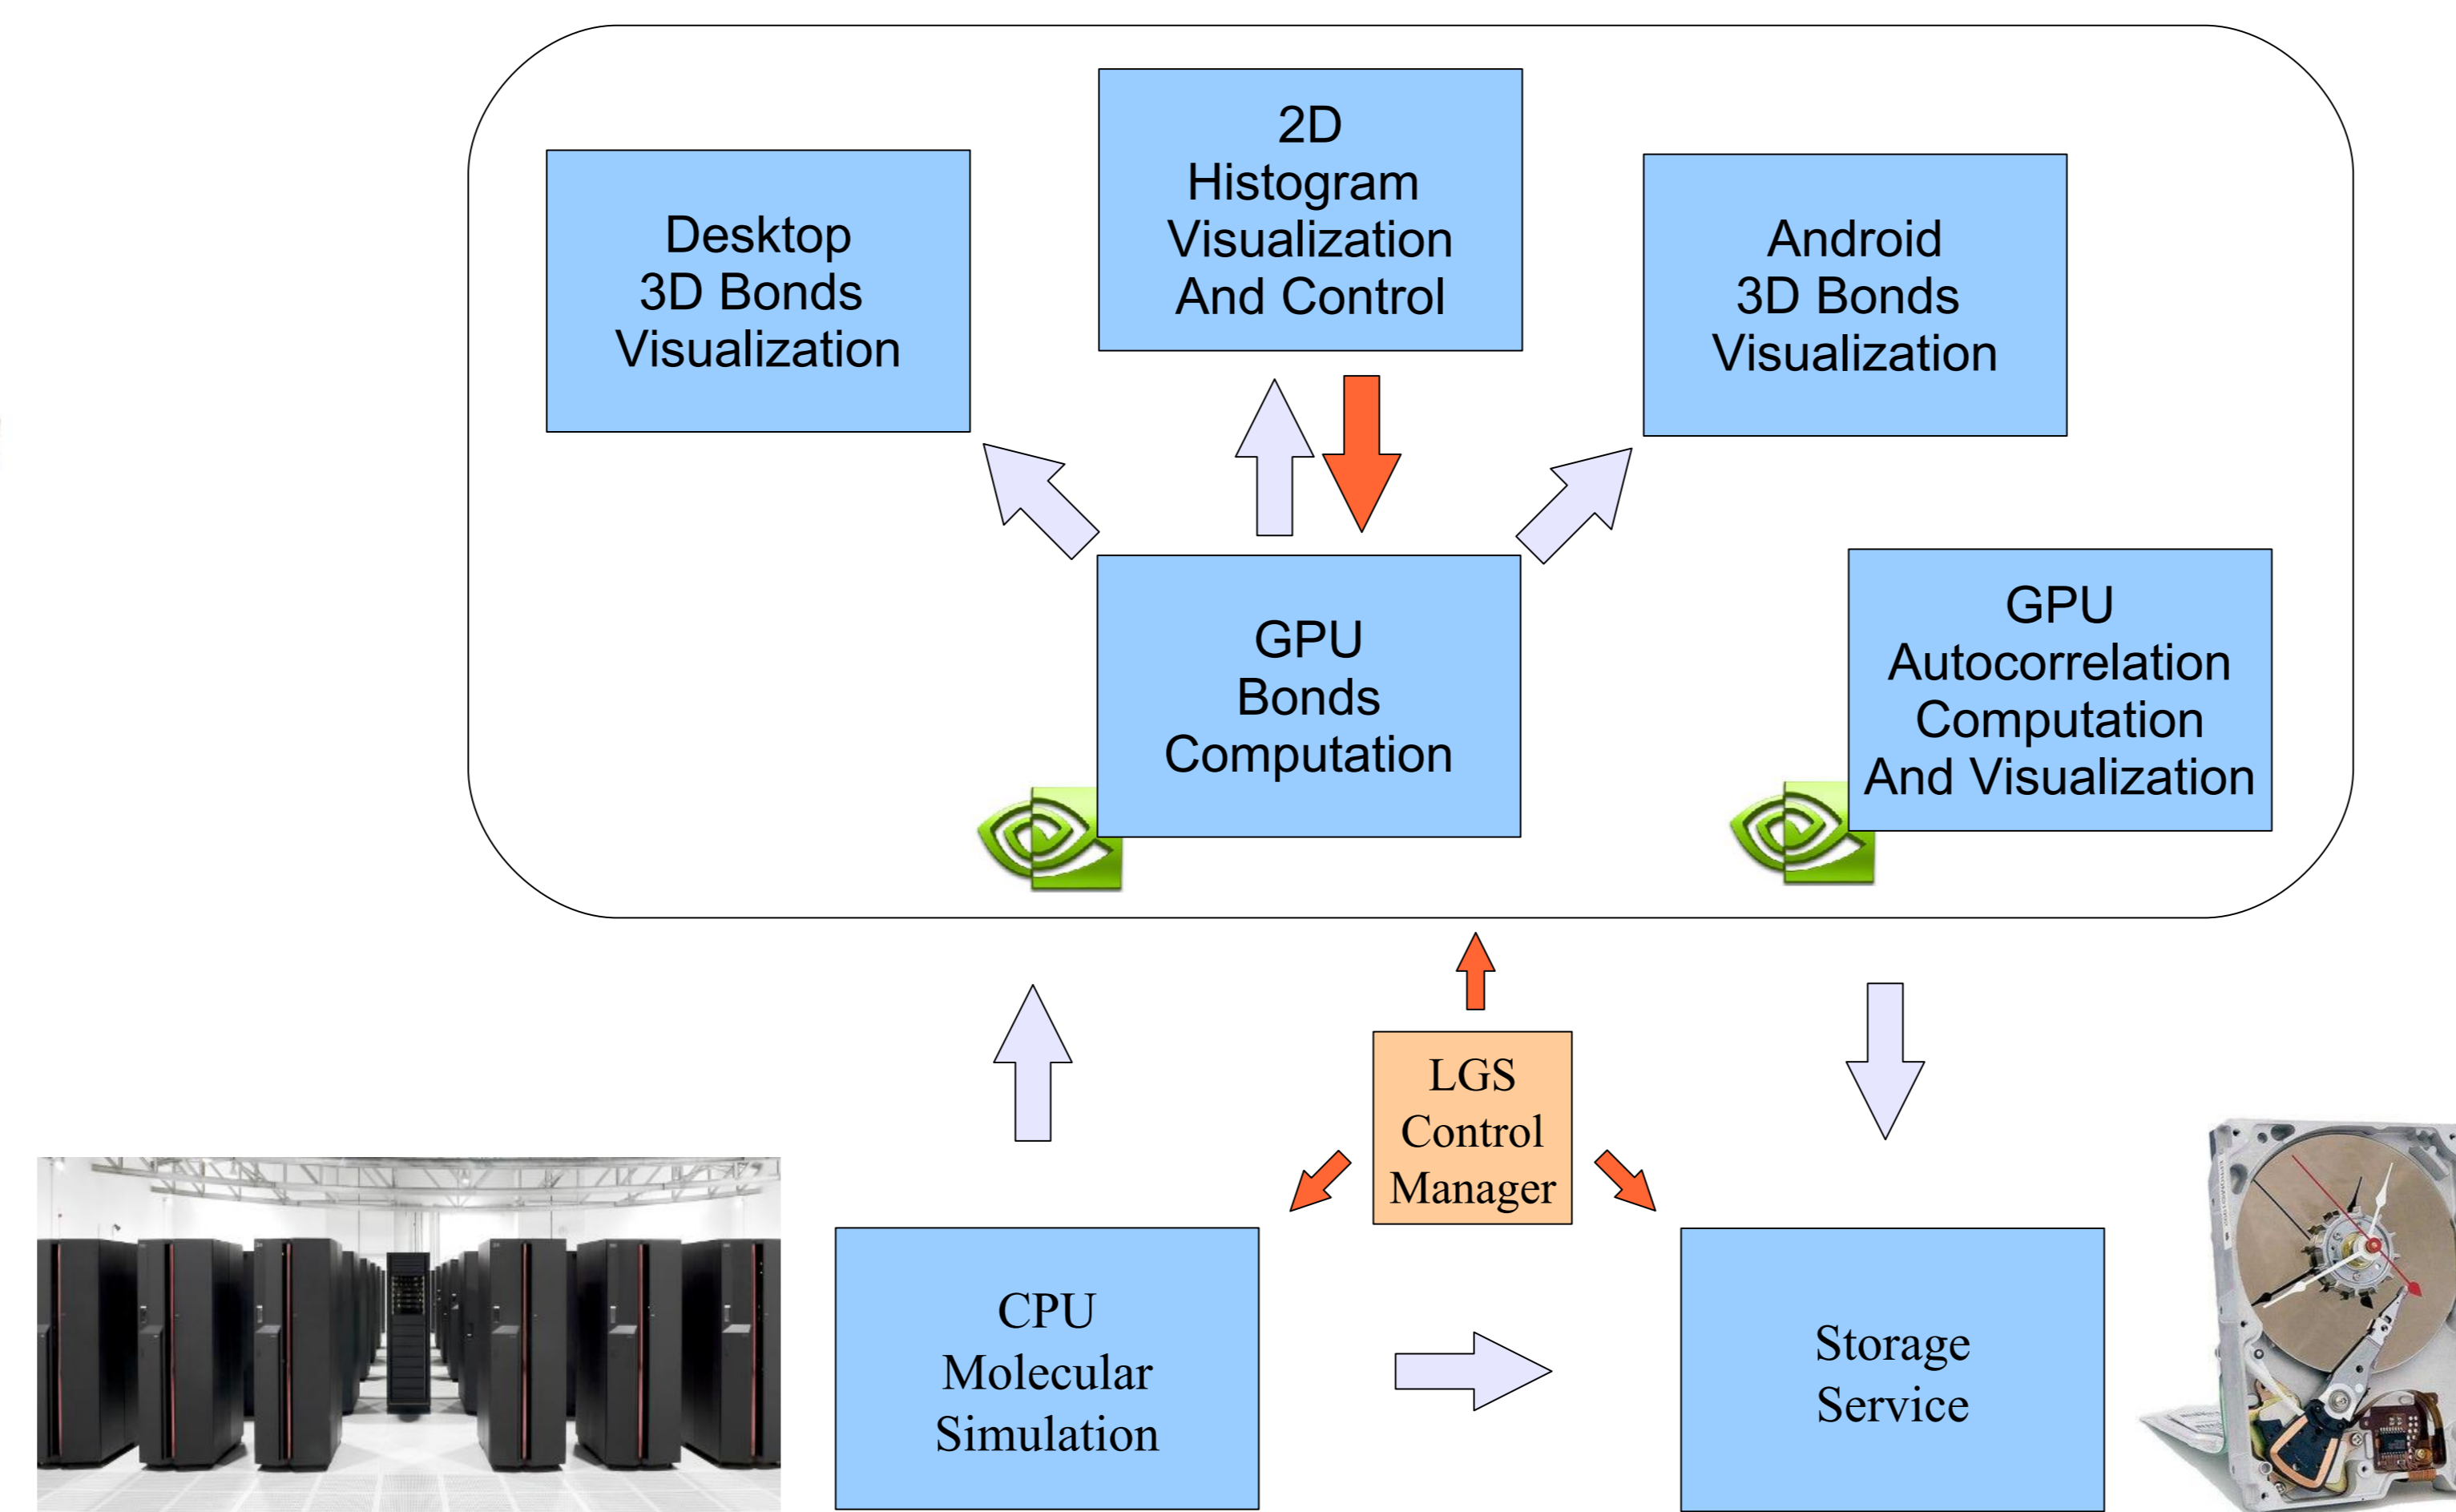 2D
Histogram
Visualization
And Control
Desktop
3D Bonds
Visualization
Android
3D Bonds
Visualization
GPU
Bonds
Computation
GPU
Autocorrelation
Computation
And Visualization
LGS
Control
Manager
CPU
Molecular
Simulation
Storage
Service